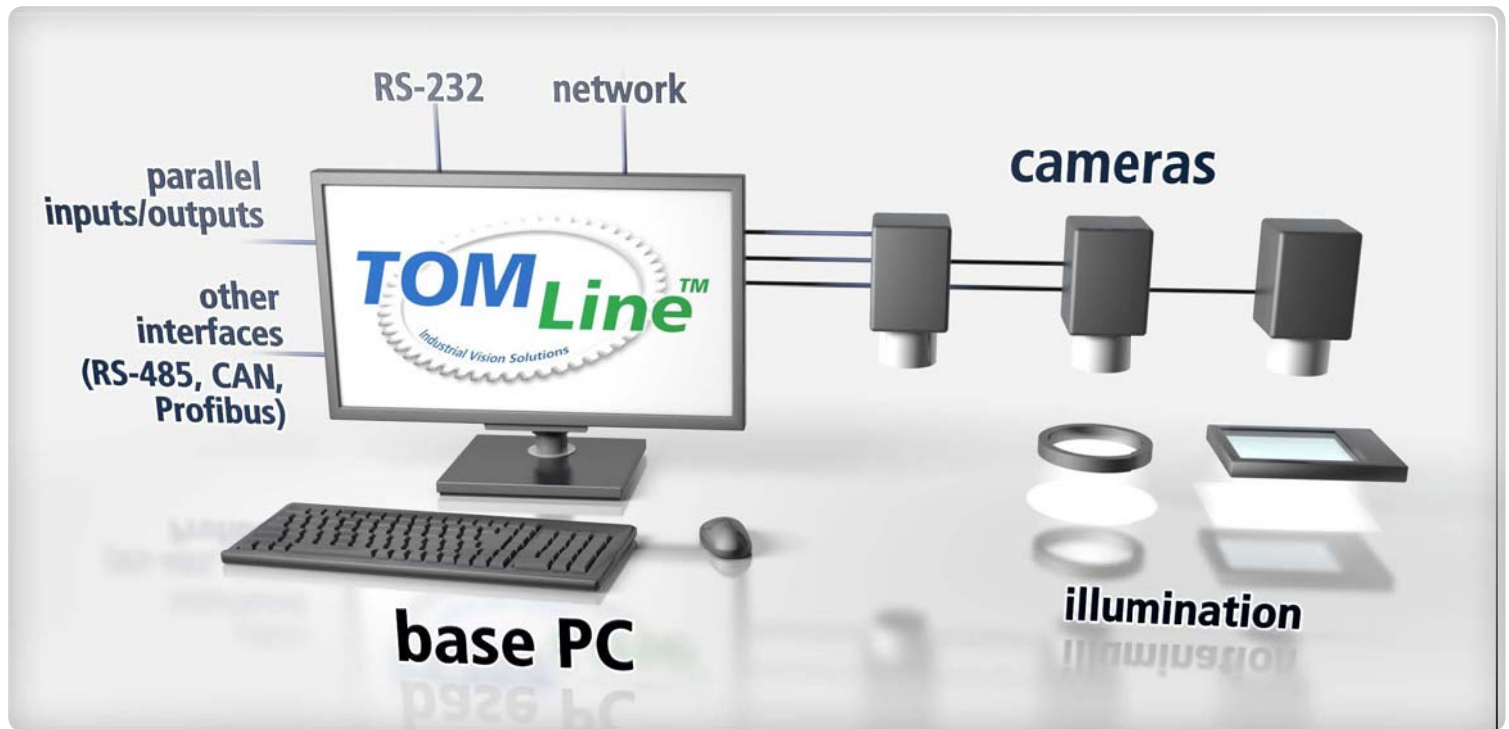 RS-232
network
parallel
inputs/outputs
other
interfaces
(RS-485, CAN,
Profibus)
TOM
Line™
Industrial Vision Solutions
cameras
illumination
base PC